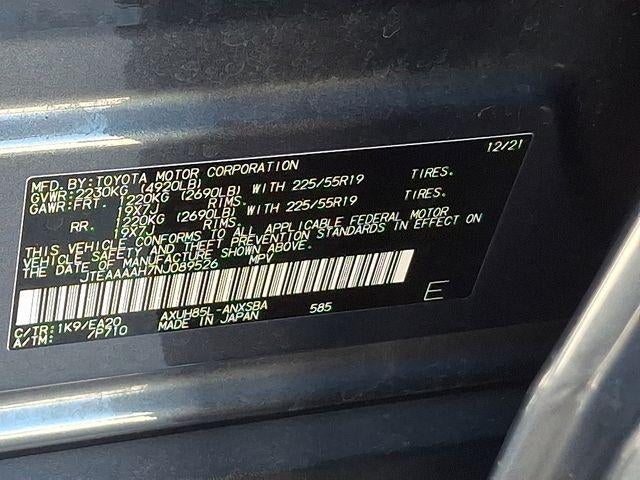 MFD.BY:TOYOTA MOTOR CORPORATION 12/21
GVWR:2230KG (4920LB)
GAWR:FRT. 1220KG (2690LB) WITH 225/55R19 TIRES.
19X7J RIMS.
RR. 1220KG (2690LB) WITH 225/55R19 TIRES.
19X7J RIMS.
THIS VEHICLE CONFORMS TO ALL APPLICABLE FEDERAL MOTOR
VEHICLE SAFETY AND THEFT PREVENTION STANDARDS IN EFFECT ON
THE DATE OF MANUFACTURE SHOWN ABOVE.
JTEAAAAH7NJ089526 MPV
C/TR:1K9/EA20 AXUH85L-ANXSBA 585 E
A/TM: /P710 MADE IN JAPAN